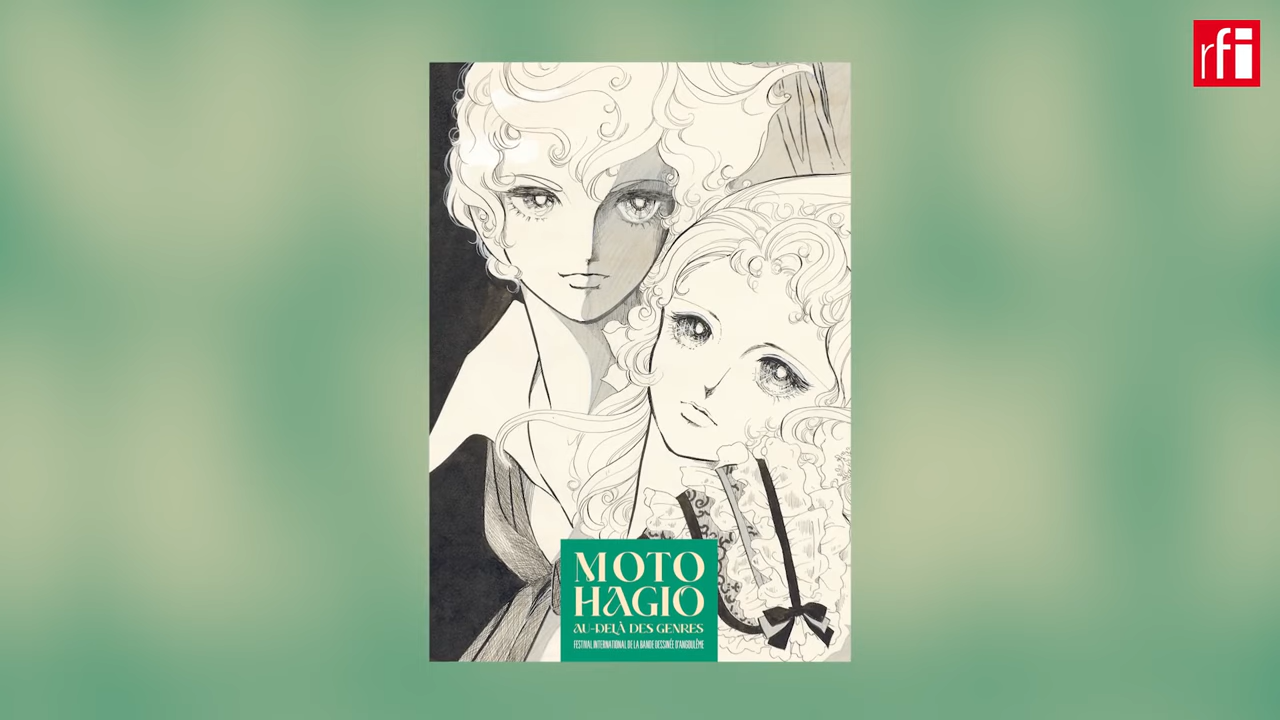 rfi
MOTO
HAGIO
AU-DELÀ DES GENRES
FESTIVAL INTERNATIONAL DE LA BANDE DESSINÉE D'ANGOULÊME